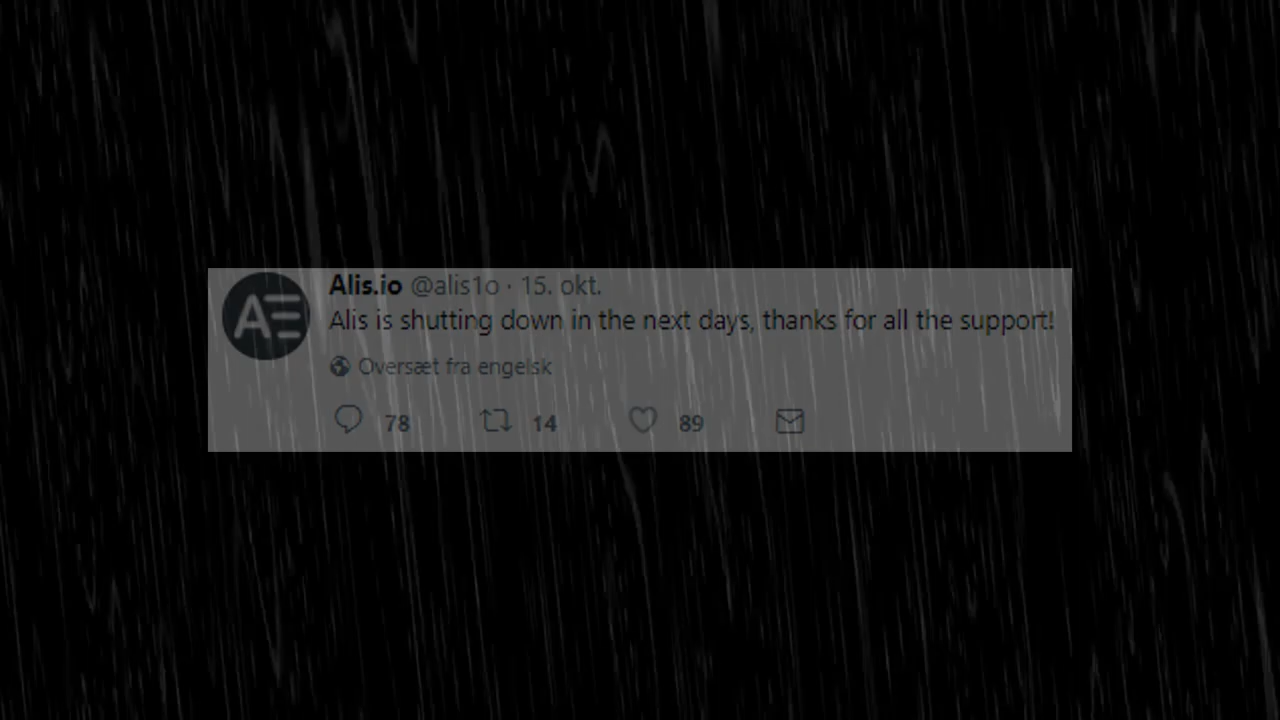 AE
Alis.io @alis1o · 15. okt.
Alis is shutting down in the next days, thanks for all the support!
Oversæt fra engelsk
78 14 89